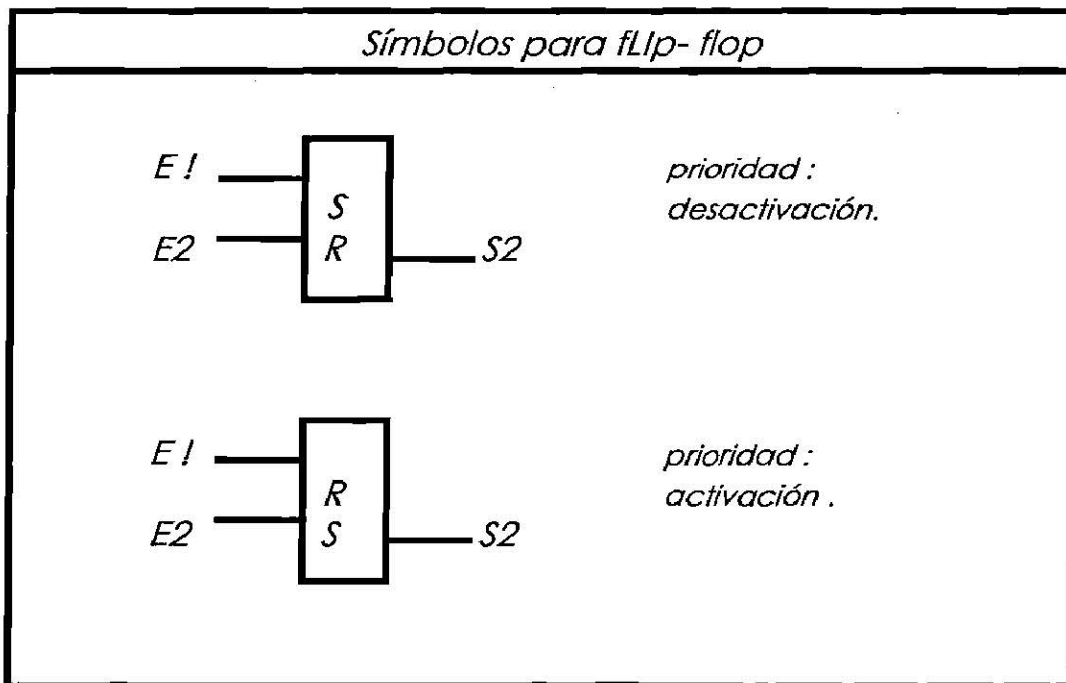 Símbolos para fLIp- flop
E !
S
prioridad :
desactivación.
E2
R
S2
E !
R
prioridad :
activación .
E2
S
S2